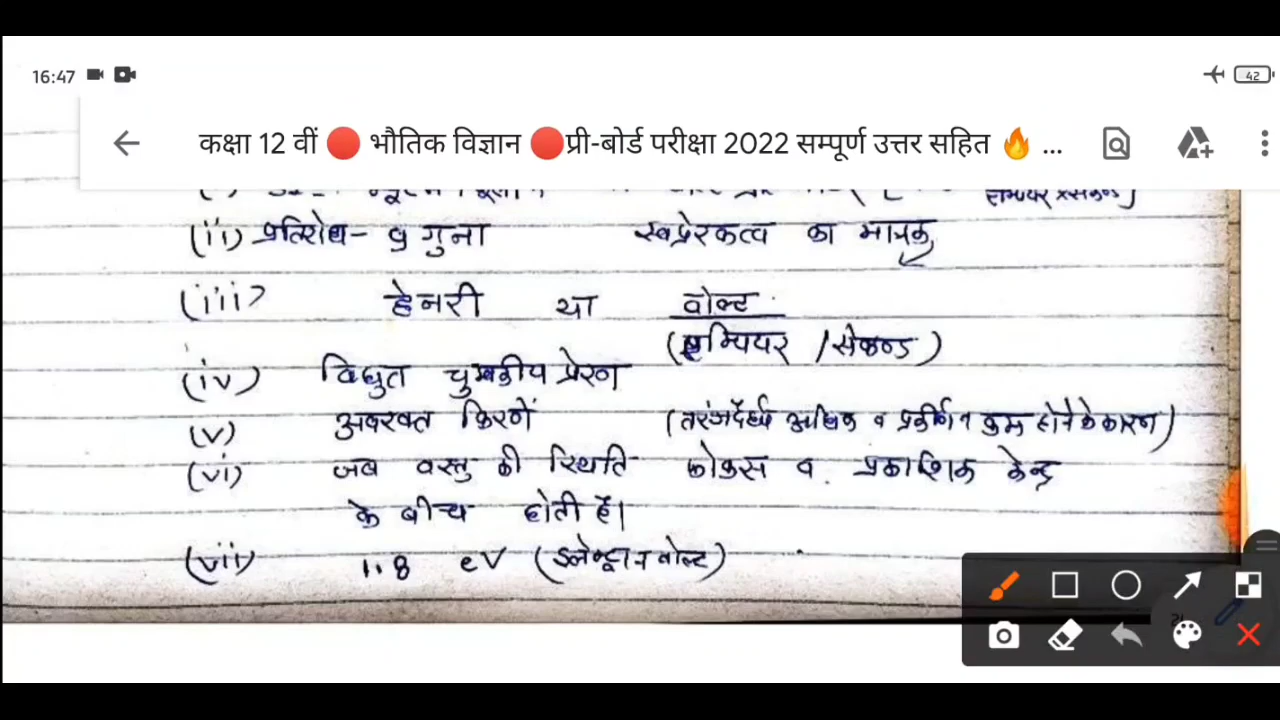 16:47 42
कक्षा 12 वीं 🔴 भौतिक विज्ञान 🔴प्री-बोर्ड परीक्षा 2022 सम्पूर्ण उत्तर सहित 🔥 ...
(ii) प्रतिरोध - 9 गुना स्वप्रेरकत्व का मात्रक
(iii) हेनरी या वोल्ट
(एम्पियर /सेकण्ड)
(iv) विधुत चुम्बकीय प्रेरण
(v) अवरक्त किरनें (तरंगदैर्ध्य अधिक व प्रकीर्णन कम होने के कारण)
(vi) जब वस्तु की स्थिति फोकस व प्रकाशिक केन्द्र
के बीच होती हैं।
(vii) 1.8 eV (इलेक्ट्रान वोल्ट)